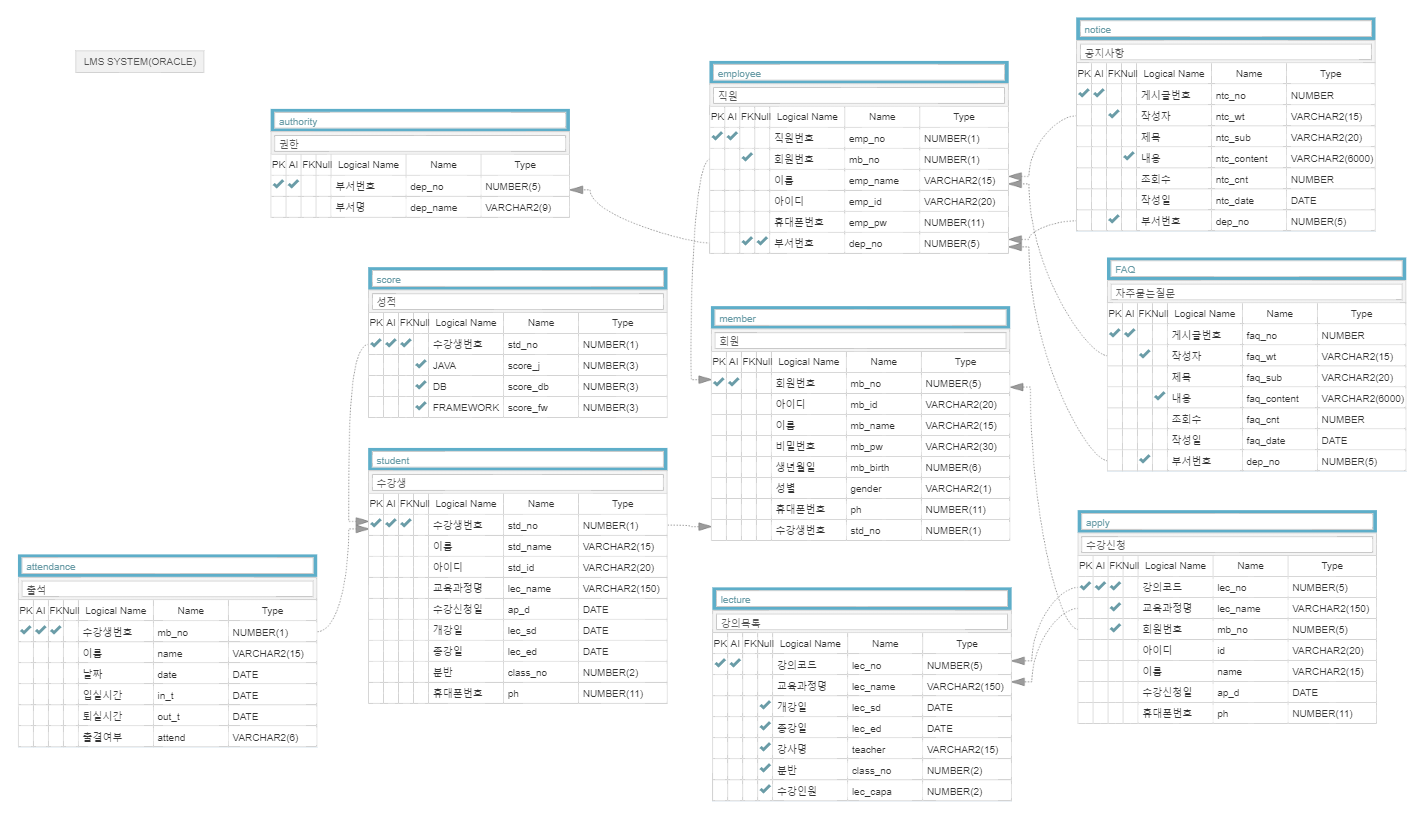 LMS SYSTEM(ORACLE)
authority
권한
PK AI FK Null Logical Name Name Type
부서번호 dep_no NUMBER(5)
부서명 dep_name VARCHAR2(9)
employee
직원
PK AI FK Null Logical Name Name Type
직원번호 emp_no NUMBER(1)
회원번호 mb_no NUMBER(1)
이름 emp_name VARCHAR2(15)
아이디 emp_id VARCHAR2(20)
휴대폰번호 emp_pw NUMBER(11)
부서번호 dep_no NUMBER(5)
notice
공지사항
PK AI FK Null Logical Name Name Type
게시글번호 ntc_no NUMBER
작성자 ntc_wt VARCHAR2(15)
제목 ntc_sub VARCHAR2(20)
내용 ntc_content VARCHAR2(6000)
조회수 ntc_cnt NUMBER
작성일 ntc_date DATE
부서번호 dep_no NUMBER(5)
score
성적
PK AI FK Null Logical Name Name Type
수강생번호 std_no NUMBER(1)
JAVA score_j NUMBER(3)
DB score_db NUMBER(3)
FRAMEWORK score_fw NUMBER(3)
member
회원
PK AI FK Null Logical Name Name Type
회원번호 mb_no NUMBER(5)
아이디 mb_id VARCHAR2(20)
이름 mb_name VARCHAR2(15)
비밀번호 mb_pw VARCHAR2(30)
생년월일 mb_birth NUMBER(6)
성별 gender VARCHAR2(1)
휴대폰번호 ph NUMBER(11)
수강생번호 std_no NUMBER(1)
FAQ
자주묻는질문
PK AI FK Null Logical Name Name Type
게시글번호 faq_no NUMBER
작성자 faq_wt VARCHAR2(15)
제목 faq_sub VARCHAR2(20)
내용 faq_content VARCHAR2(6000)
조회수 faq_cnt NUMBER
작성일 faq_date DATE
부서번호 dep_no NUMBER(5)
student
수강생
PK AI FK Null Logical Name Name Type
수강생번호 std_no NUMBER(1)
이름 std_name VARCHAR2(15)
아이디 std_id VARCHAR2(20)
교육과정명 lec_name VARCHAR2(150)
수강신청일 ap_d DATE
개강일 lec_sd DATE
종강일 lec_ed DATE
분반 class_no NUMBER(2)
휴대폰번호 ph NUMBER(11)
attendance
출석
PK AI FK Null Logical Name Name Type
수강생번호 mb_no NUMBER(1)
이름 name VARCHAR2(15)
날짜 date DATE
입실시간 in_t DATE
퇴실시간 out_t DATE
출결여부 attend VARCHAR2(6)
lecture
강의목록
PK AI FK Null Logical Name Name Type
강의코드 lec_no NUMBER(5)
교육과정명 lec_name VARCHAR2(150)
개강일 lec_sd DATE
종강일 lec_ed DATE
강사명 teacher VARCHAR2(15)
분반 class_no NUMBER(2)
수강인원 lec_capa NUMBER(2)
apply
수강신청
PK AI FK Null Logical Name Name Type
강의코드 lec_no NUMBER(5)
교육과정명 lec_name VARCHAR2(150)
회원번호 mb_no NUMBER(5)
아이디 id VARCHAR2(20)
이름 name VARCHAR2(15)
수강신청일 ap_d DATE
휴대폰번호 ph NUMBER(11)